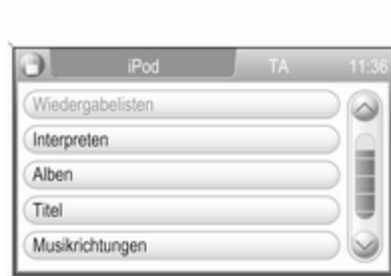 iPod TA 11:36
Wiedergabelisten
Interpreten
Alben
Titel
Musikrichtungen